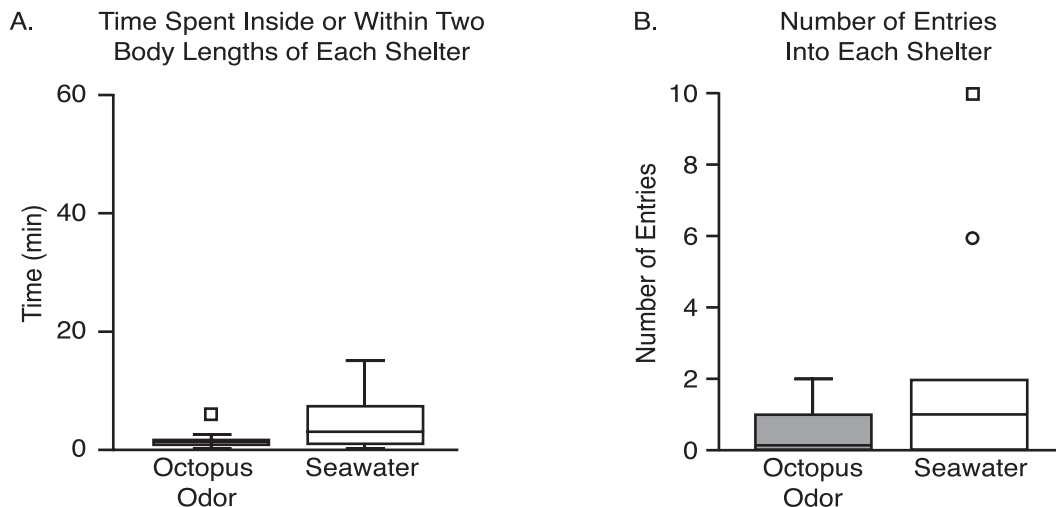 A. Time Spent Inside or Within Two
Body Lengths of Each Shelter
60
40
20
0
Time (min)
Octopus
Odor
Seawater
B. Number of Entries
Into Each Shelter
10
8
6
4
2
0
Number of Entries
Octopus
Odor
Seawater